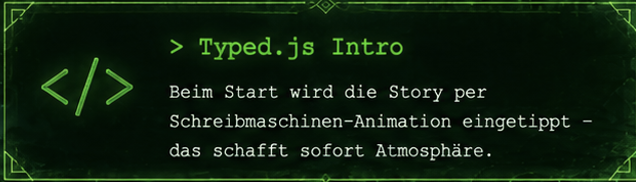 </>
> Typed.js Intro
Beim Start wird die Story per
Schreibmaschinen-Animation eingetippt –
das schafft sofort Atmosphäre.